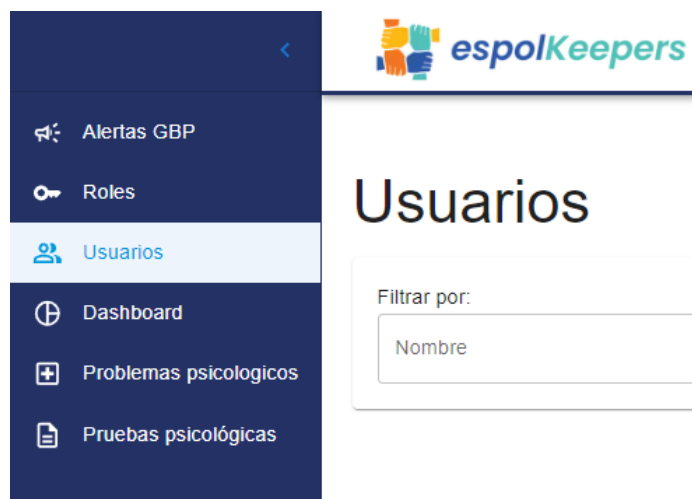 espolKeepers
Alertas GBP
Roles
Usuarios
Dashboard
Problemas psicologicos
Pruebas psicológicas
Usuarios
Filtrar por:
Nombre